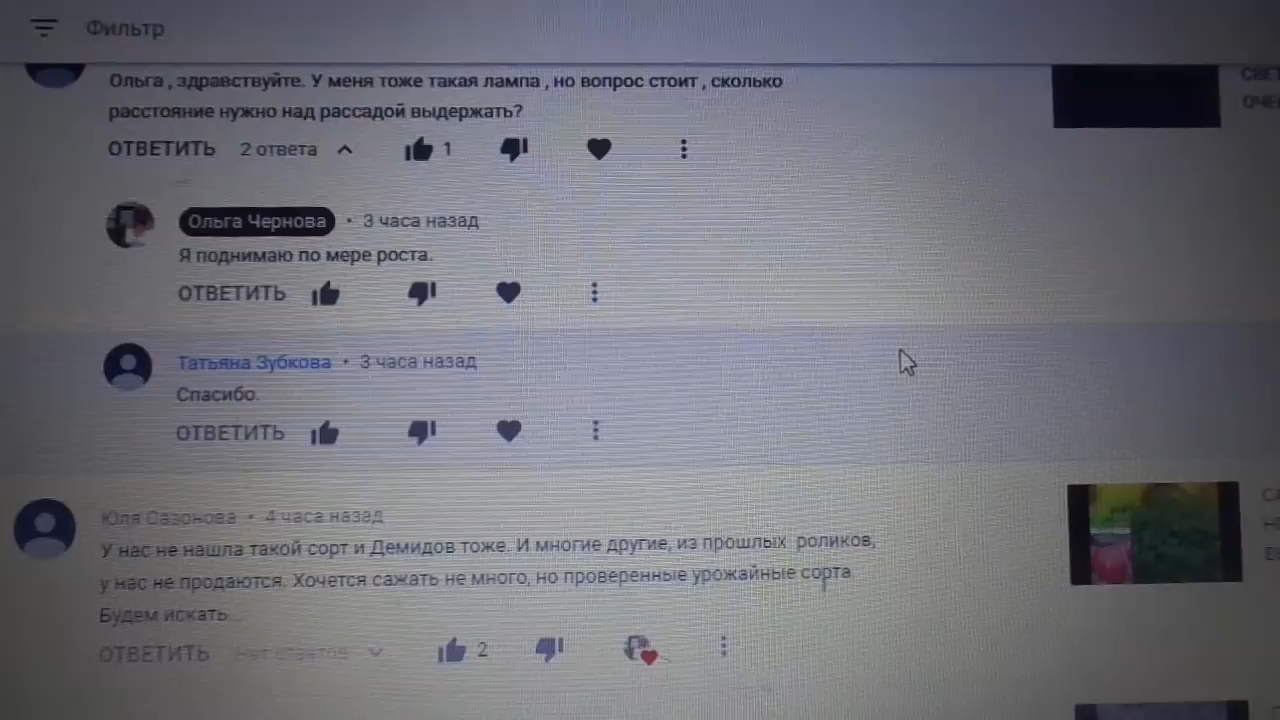 Фильтр
Ольга , здравствуйте. У меня тоже такая лампа , но вопрос стоит , сколько
расстояние нужно над рассадой выдержать?
ОТВЕТИТЬ 2 ответа 1
Ольга Чернова • 3 часа назад
Я поднимаю по мере роста.
ОТВЕТИТЬ
Татьяна Зубкова • 3 часа назад
Спасибо.
ОТВЕТИТЬ
Юля Сазонова • 4 часа назад
У нас не нашла такой сорт и Демидов тоже. И многие другие, из прошлых роликов,
у нас не продаются. Хочется сажать не много, но проверенные урожайные сорта.
Будем искать...
ОТВЕТИТЬ Нет ответов 2